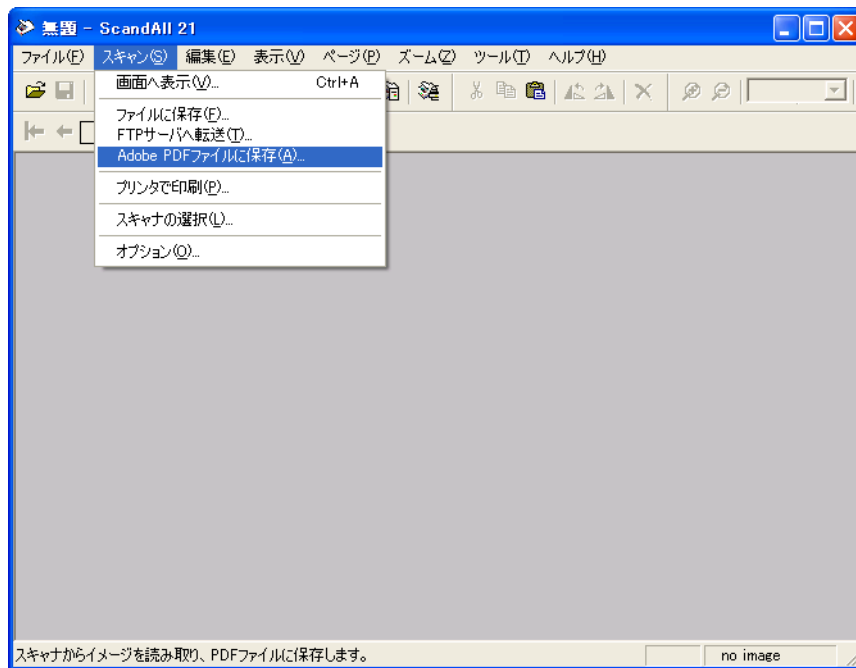 無題 - ScandAll 21
ファイル(F) スキャン(S) 編集(E) 表示(V) ページ(P) ズーム(Z) ツール(T) ヘルプ(H)
画面へ表示(V)... Ctrl+A
ファイルに保存(F)...
FTPサーバへ転送(T)...
Adobe PDFファイルに保存(A)...
プリンタで印刷(P)...
スキャナの選択(L)...
オプション(O)...
スキャナからイメージを読み取り、PDFファイルに保存します。 no image